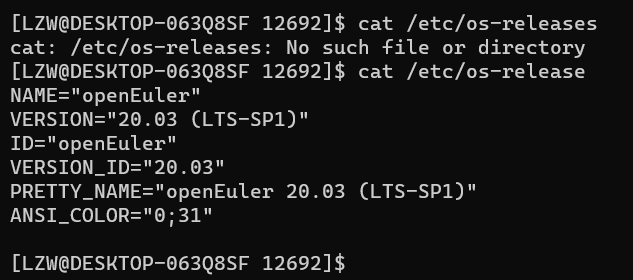 [LZW@DESKTOP-063Q8SF 12692]$ cat /etc/os-releases
cat: /etc/os-releases: No such file or directory
[LZW@DESKTOP-063Q8SF 12692]$ cat /etc/os-release
NAME="openEuler"
VERSION="20.03 (LTS-SP1)"
ID="openEuler"
VERSION_ID="20.03"
PRETTY_NAME="openEuler 20.03 (LTS-SP1)"
ANSI_COLOR="0;31"
[LZW@DESKTOP-063Q8SF 12692]$